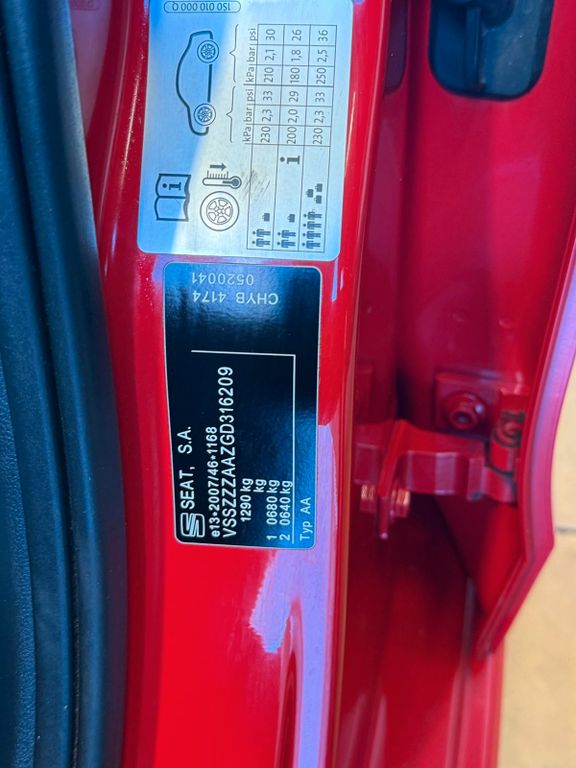 1S0 010 000 Q
kPa bar psi kPa bar psi
230 2,3 33 210 2,1 30
200 2,0 29 180 1,8 26
230 2,3 33 250 2,5 36
CHYB 4174
0520041
SEAT, S.A.
e13*2007/46*1168
VSSZZZAAZGD316209
1290 kg
kg
1 0680 kg
2 0640 kg
Typ AA